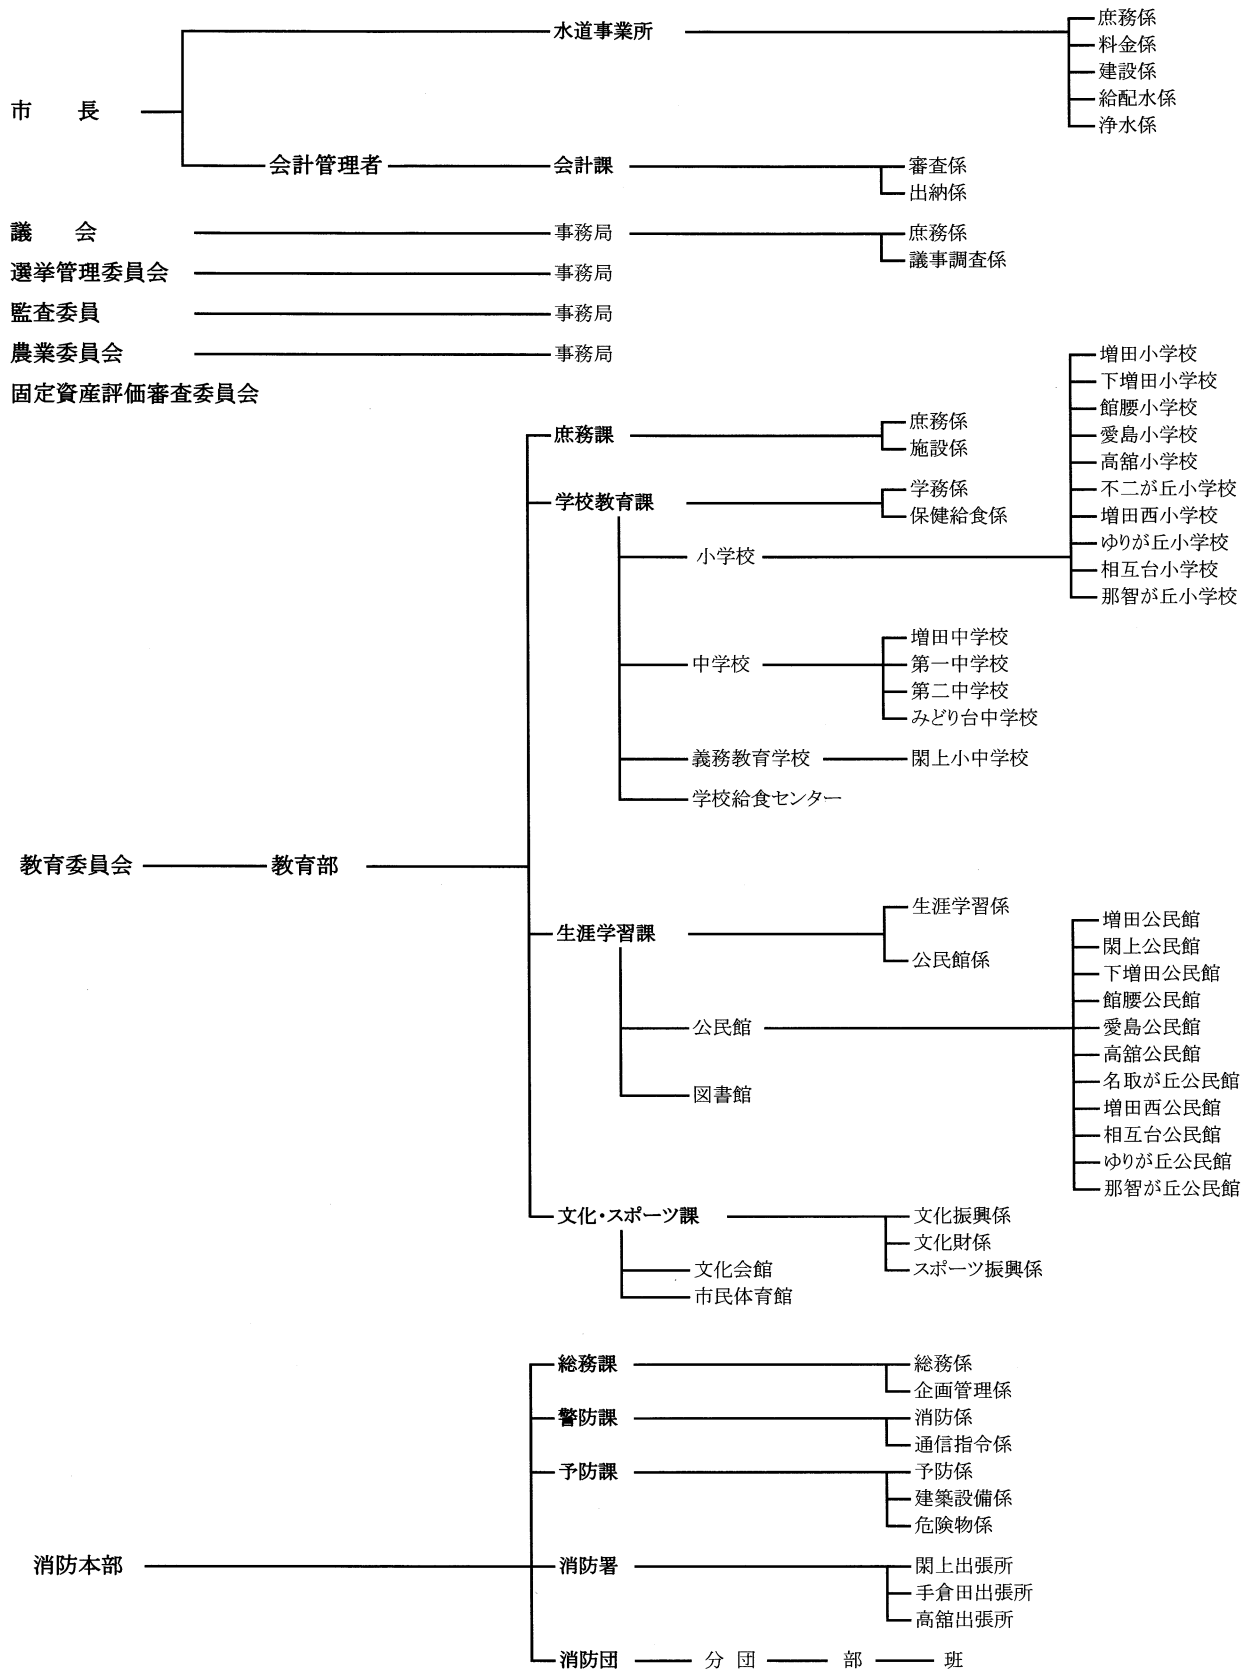 水道事業所
庶務係
料金係
建設係
給配水係
浄水係
市　長
会計管理者
会計課
審査係
出納係
議　会
事務局
庶務係
議事調査係
選挙管理委員会
事務局
監査委員
事務局
農業委員会
事務局
固定資産評価審査委員会
教育委員会
教育部
庶務課
庶務係
施設係
学校教育課
学務係
保健給食係
小学校
増田小学校
下増田小学校
館腰小学校
愛島小学校
高舘小学校
不二が丘小学校
増田西小学校
ゆりが丘小学校
相互台小学校
那智が丘小学校
中学校
増田中学校
第一中学校
第二中学校
みどり台中学校
義務教育学校
閖上小中学校
学校給食センター
生涯学習課
生涯学習係
公民館係
公民館
増田公民館
閖上公民館
下増田公民館
館腰公民館
愛島公民館
高舘公民館
名取が丘公民館
増田西公民館
相互台公民館
ゆりが丘公民館
那智が丘公民館
図書館
文化・スポーツ課
文化振興係
文化財係
スポーツ振興係
文化会館
市民体育館
消防本部
総務課
総務係
企画管理係
警防課
消防係
通信指令係
予防課
予防係
建築設備係
危険物係
消防署
閖上出張所
手倉田出張所
高舘出張所
消防団
分 団
部
班